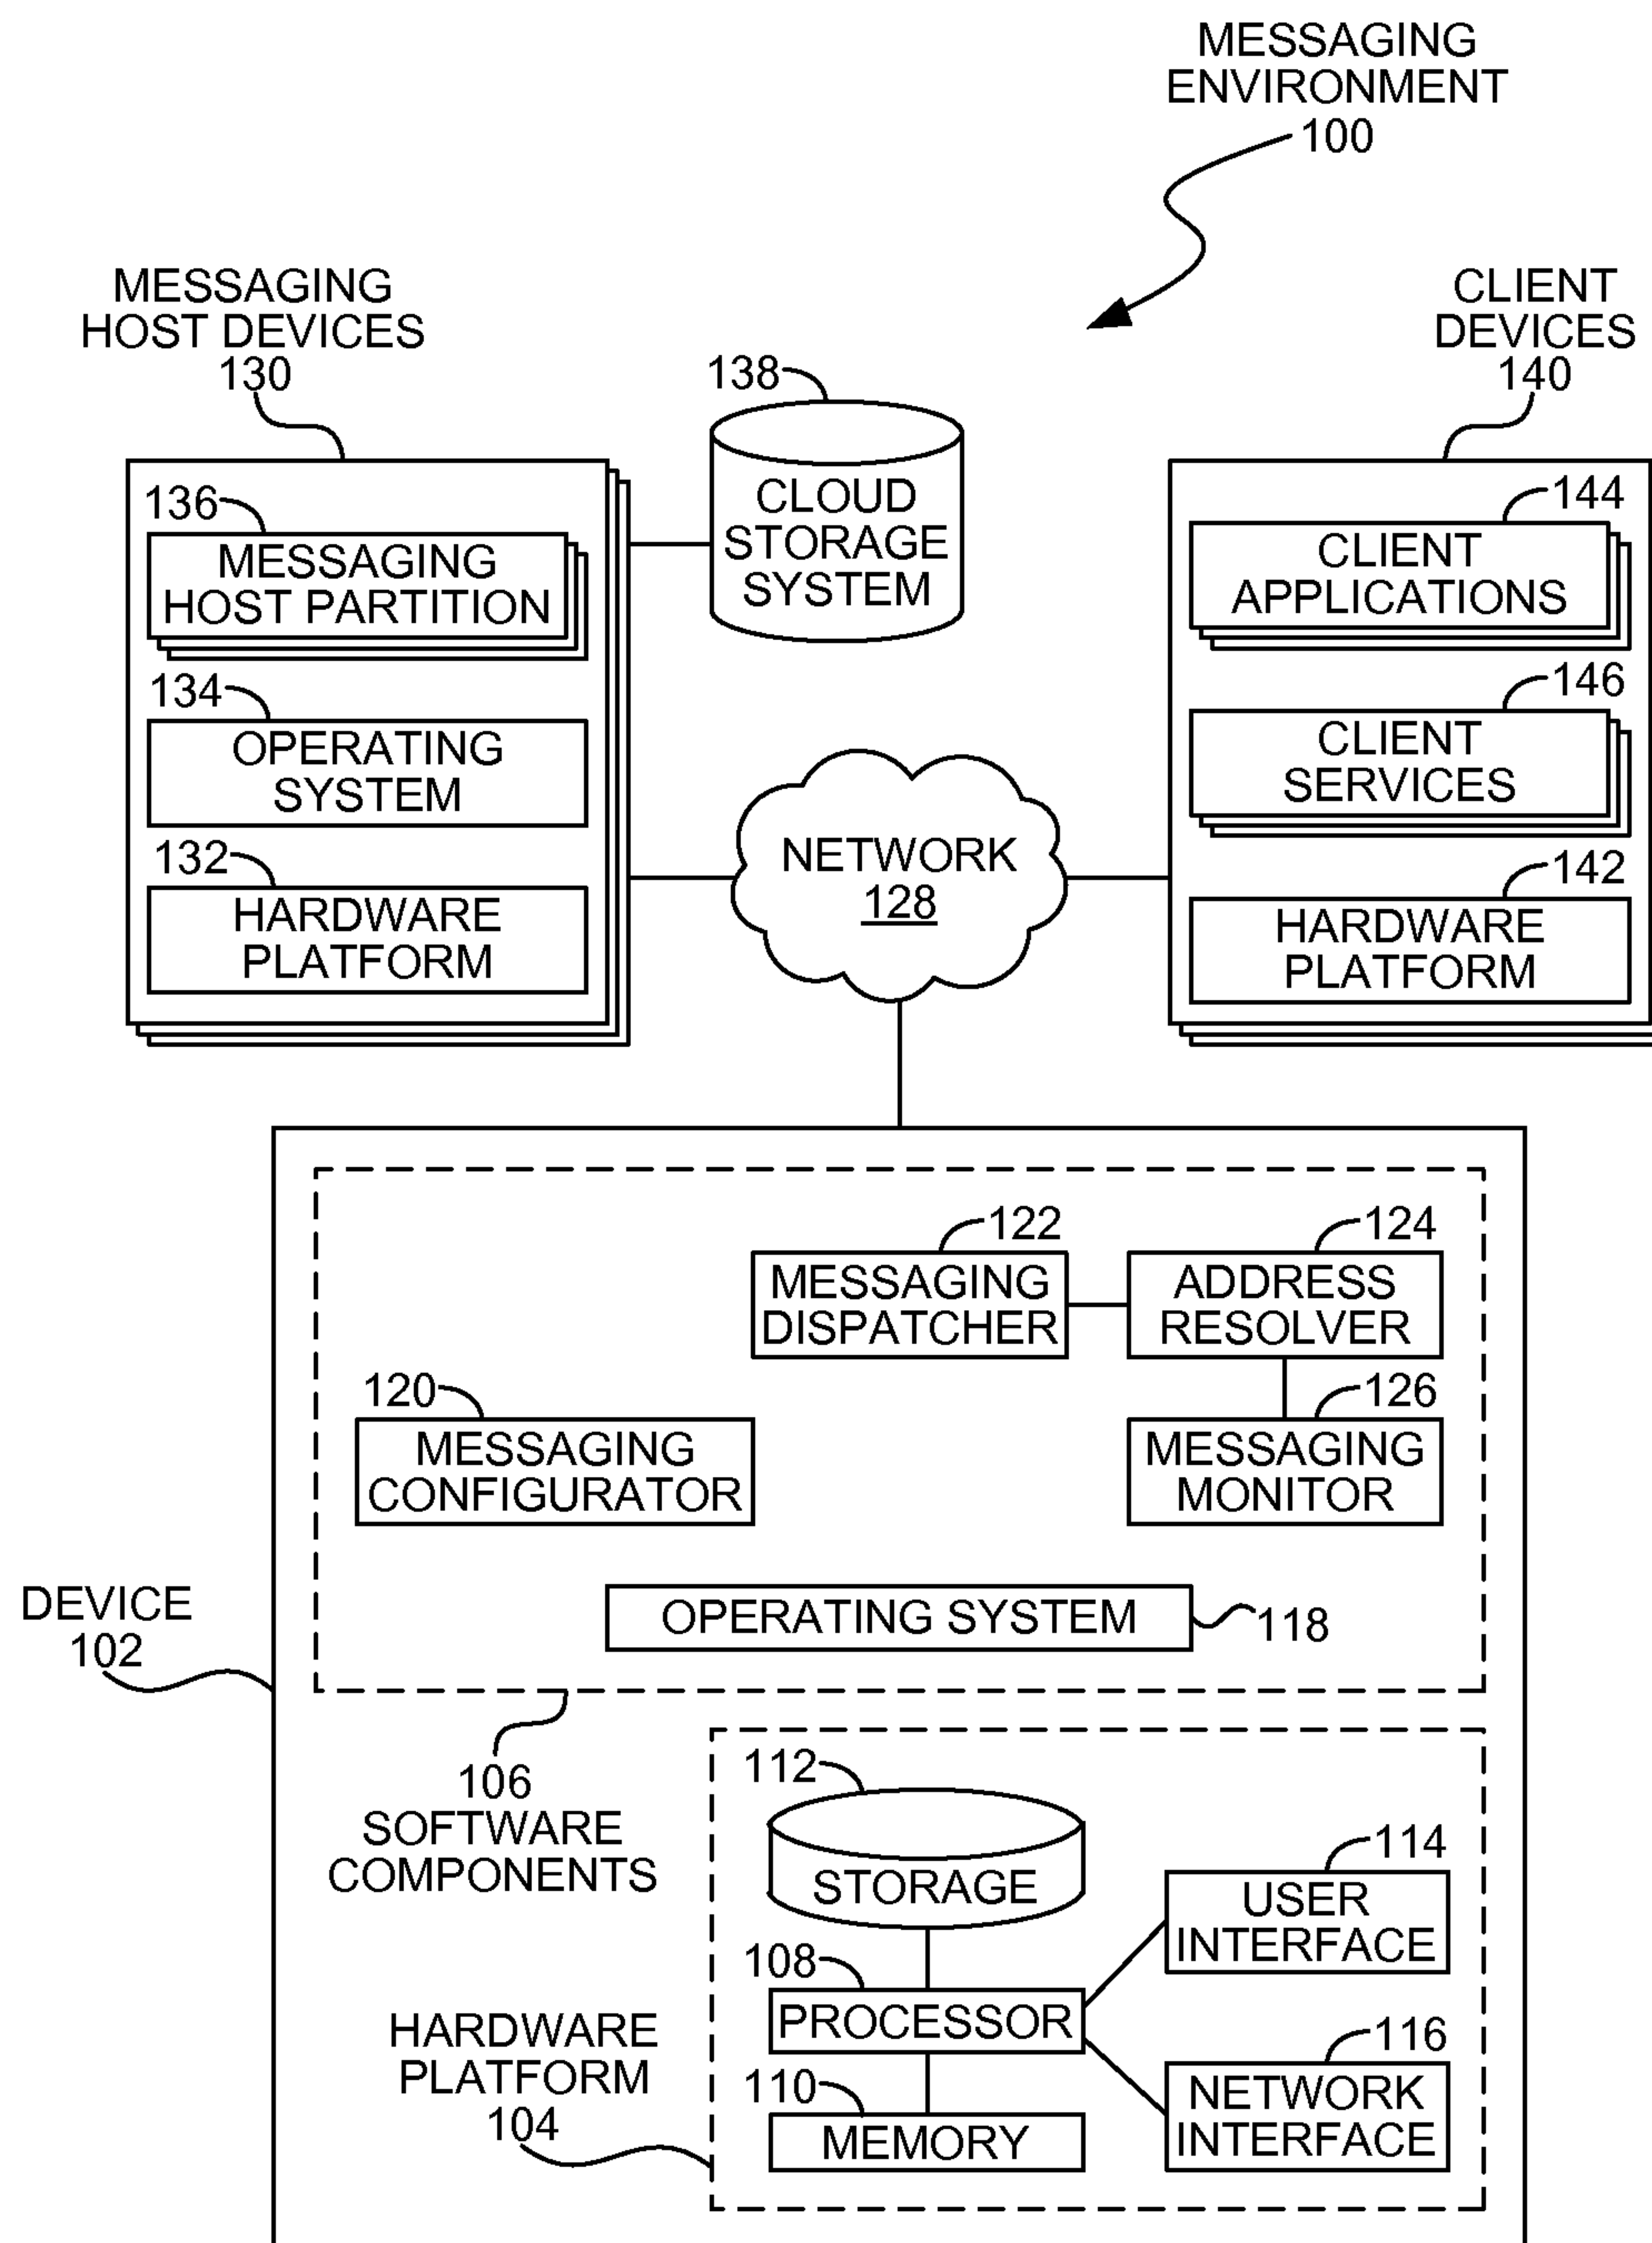 MESSAGING
ENVIRONMENT
100
MESSAGING
HOST DEVICES
130
CLIENT
DEVICES
140
138
CLOUD
STORAGE
SYSTEM
136
MESSAGING
HOST PARTITION
134
OPERATING
SYSTEM
132
HARDWARE
PLATFORM
144
CLIENT
APPLICATIONS
146
CLIENT
SERVICES
142
HARDWARE
PLATFORM
NETWORK
128
122
MESSAGING
DISPATCHER
124
ADDRESS
RESOLVER
120
MESSAGING
CONFIGURATOR
126
MESSAGING
MONITOR
OPERATING SYSTEM
118
DEVICE
102
106
SOFTWARE
COMPONENTS
112
STORAGE
114
USER
INTERFACE
108
PROCESSOR
HARDWARE
PLATFORM
104
116
NETWORK
INTERFACE
110
MEMORY